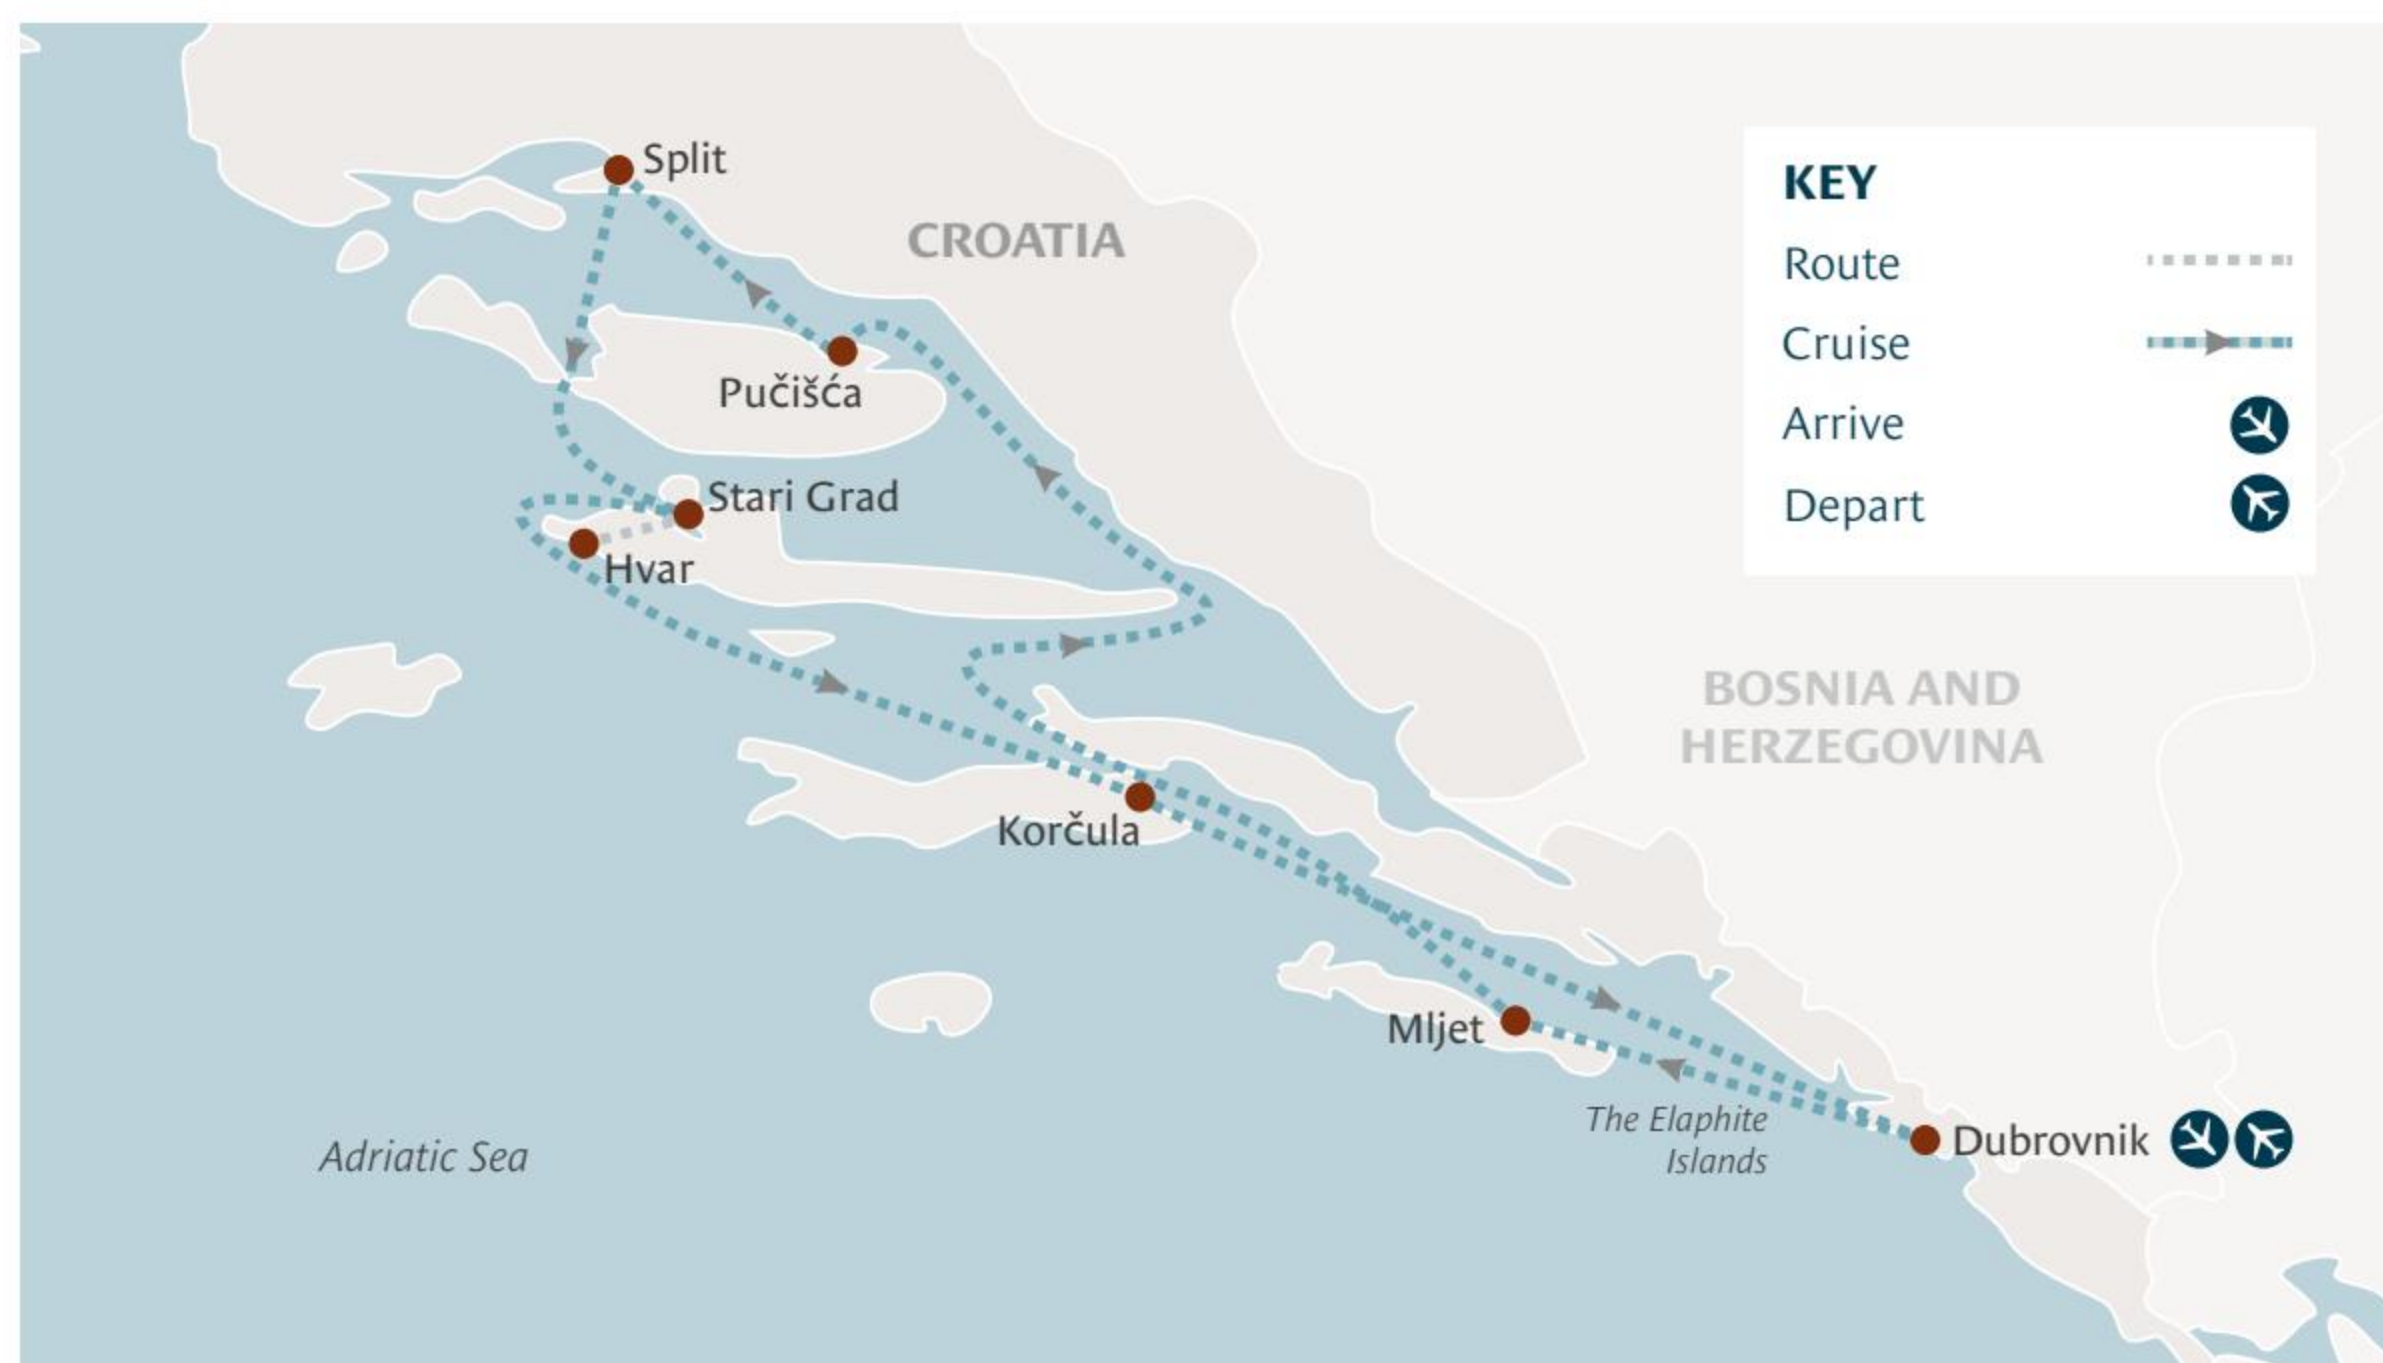 Split
CROATIA
KEY
Route
Cruise
Arrive
Depart
Pučišća
Stari Grad
Hvar
BOSNIA AND
HERZEGOVINA
Korčula
Mljet
The Elaphite
Islands
Dubrovnik
Adriatic Sea